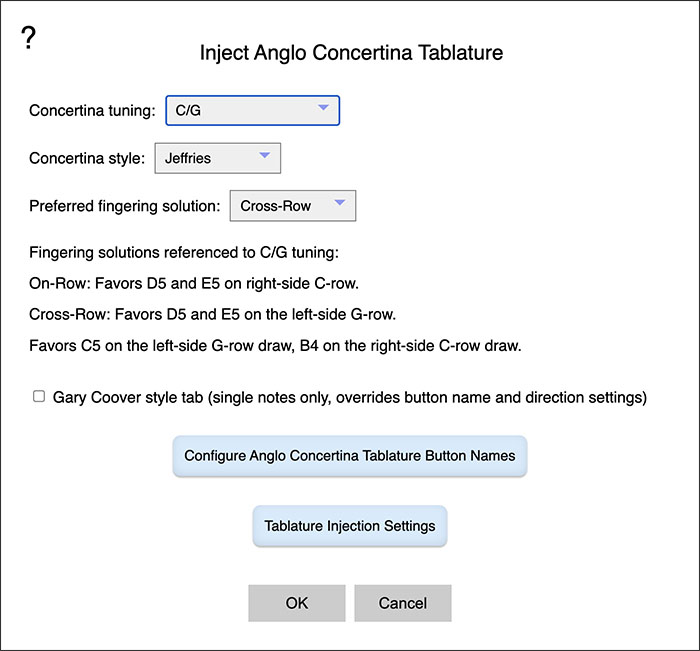 ?
Inject Anglo Concertina Tablature
Concertina tuning: C/G
Concertina style: Jeffries
Preferred fingering solution: Cross-Row
Fingering solutions referenced to C/G tuning:
On-Row: Favors D5 and E5 on right-side C-row.
Cross-Row: Favors D5 and E5 on the left-side G-row.
Favors C5 on the left-side G-row draw, B4 on the right-side C-row draw.
Gary Coover style tab (single notes only, overrides button name and direction settings)
Configure Anglo Concertina Tablature Button Names
Tablature Injection Settings
OK Cancel